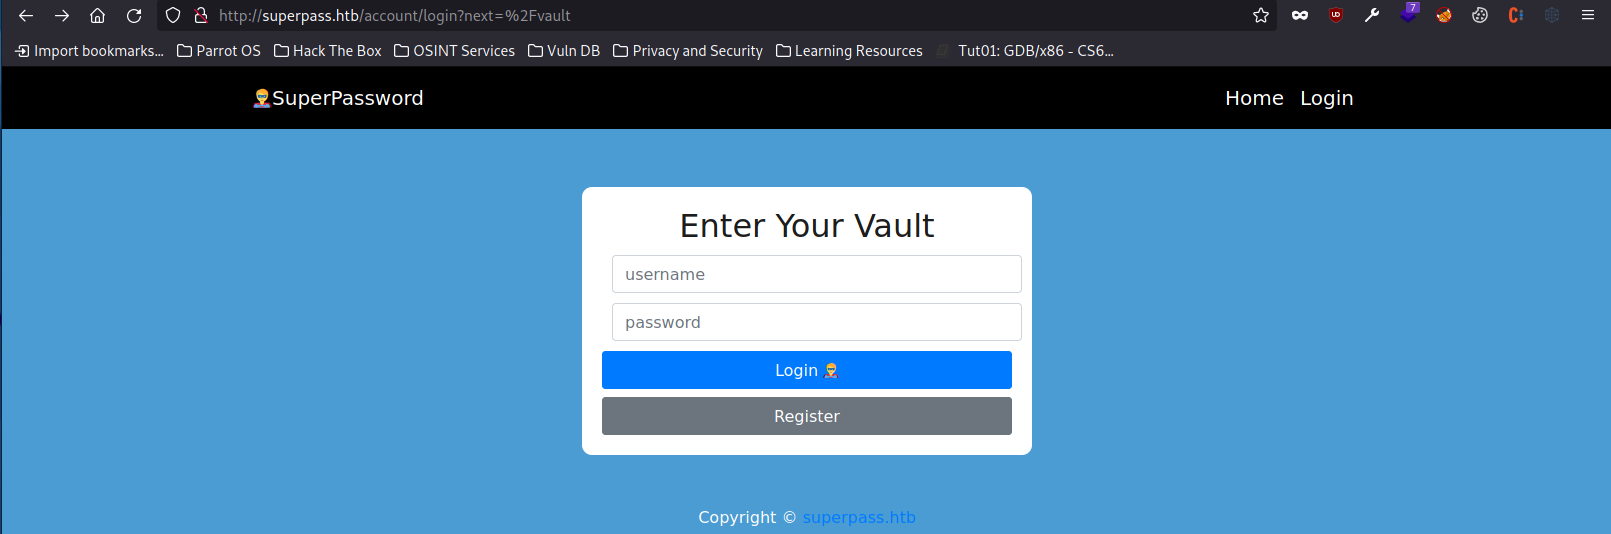 http://superpass.htb/account/login?next=%2Fvault
7
Import bookmarks... Parrot OS Hack The Box OSINT Services Vuln DB Privacy and Security Learning Resources Tut01: GDB/x86 - CS6...
SuperPassword Home Login
Enter Your Vault
username
password
Login
Register
Copyright © superpass.htb